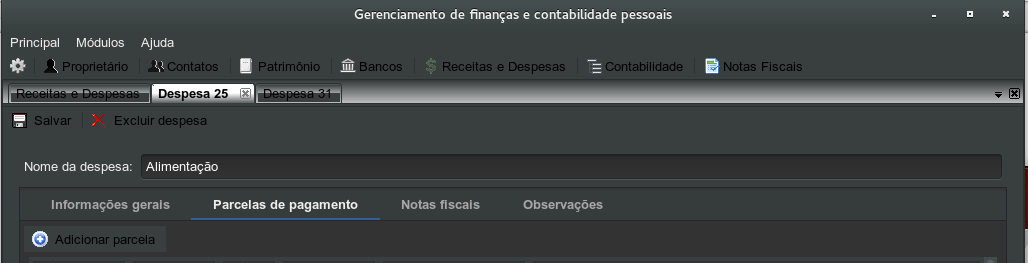 Gerenciamento de finanças e contabilidade pessoais
Principal Módulos Ajuda
Proprietário Contatos Patrimônio Bancos Receitas e Despesas Contabilidade Notas Fiscais
Receitas e Despesas Despesa 25 Despesa 31
Salvar Excluir despesa
Nome da despesa: Alimentação
Informações gerais Parcelas de pagamento Notas fiscais Observações
Adicionar parcela